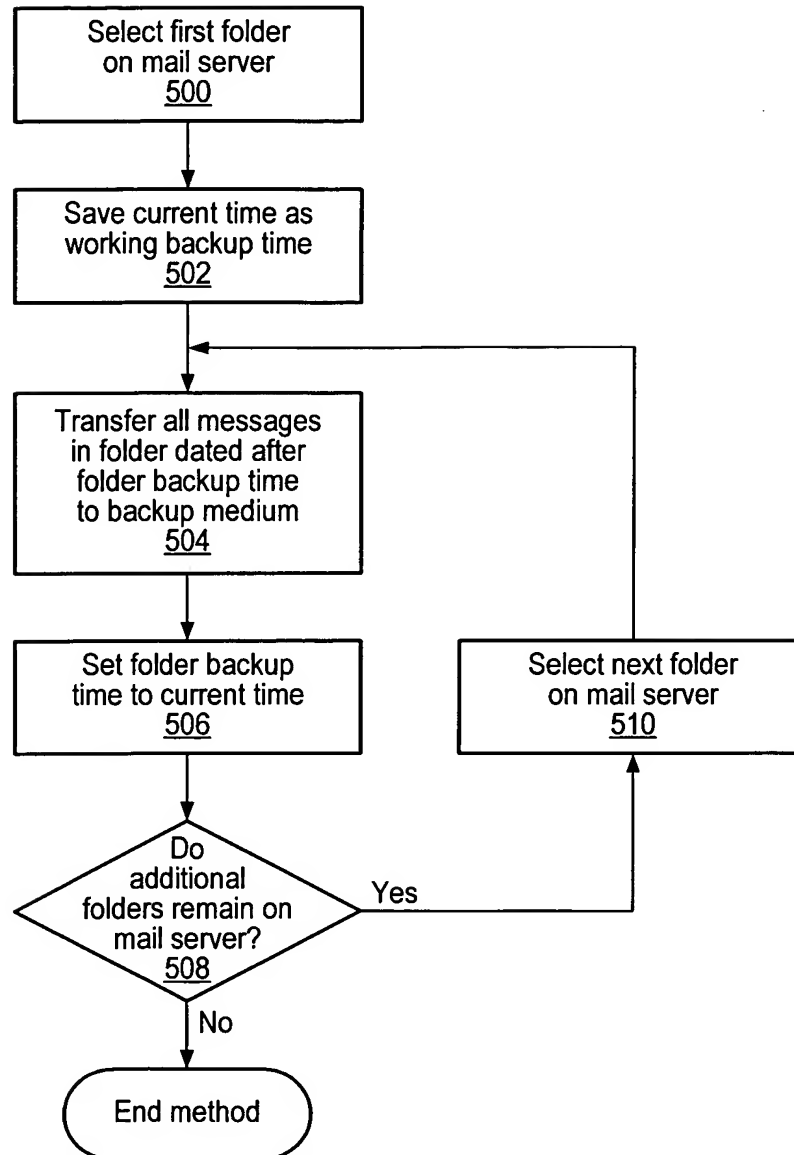 Select first folder
on mail server
500
Save current time as
working backup time
502
Transfer all messages
in folder dated after
folder backup time
to backup medium
504
Set folder backup
time to current time
506
Select next folder
on mail server
510
Do
additional
folders remain on
mail server?
508
Yes
No
End method